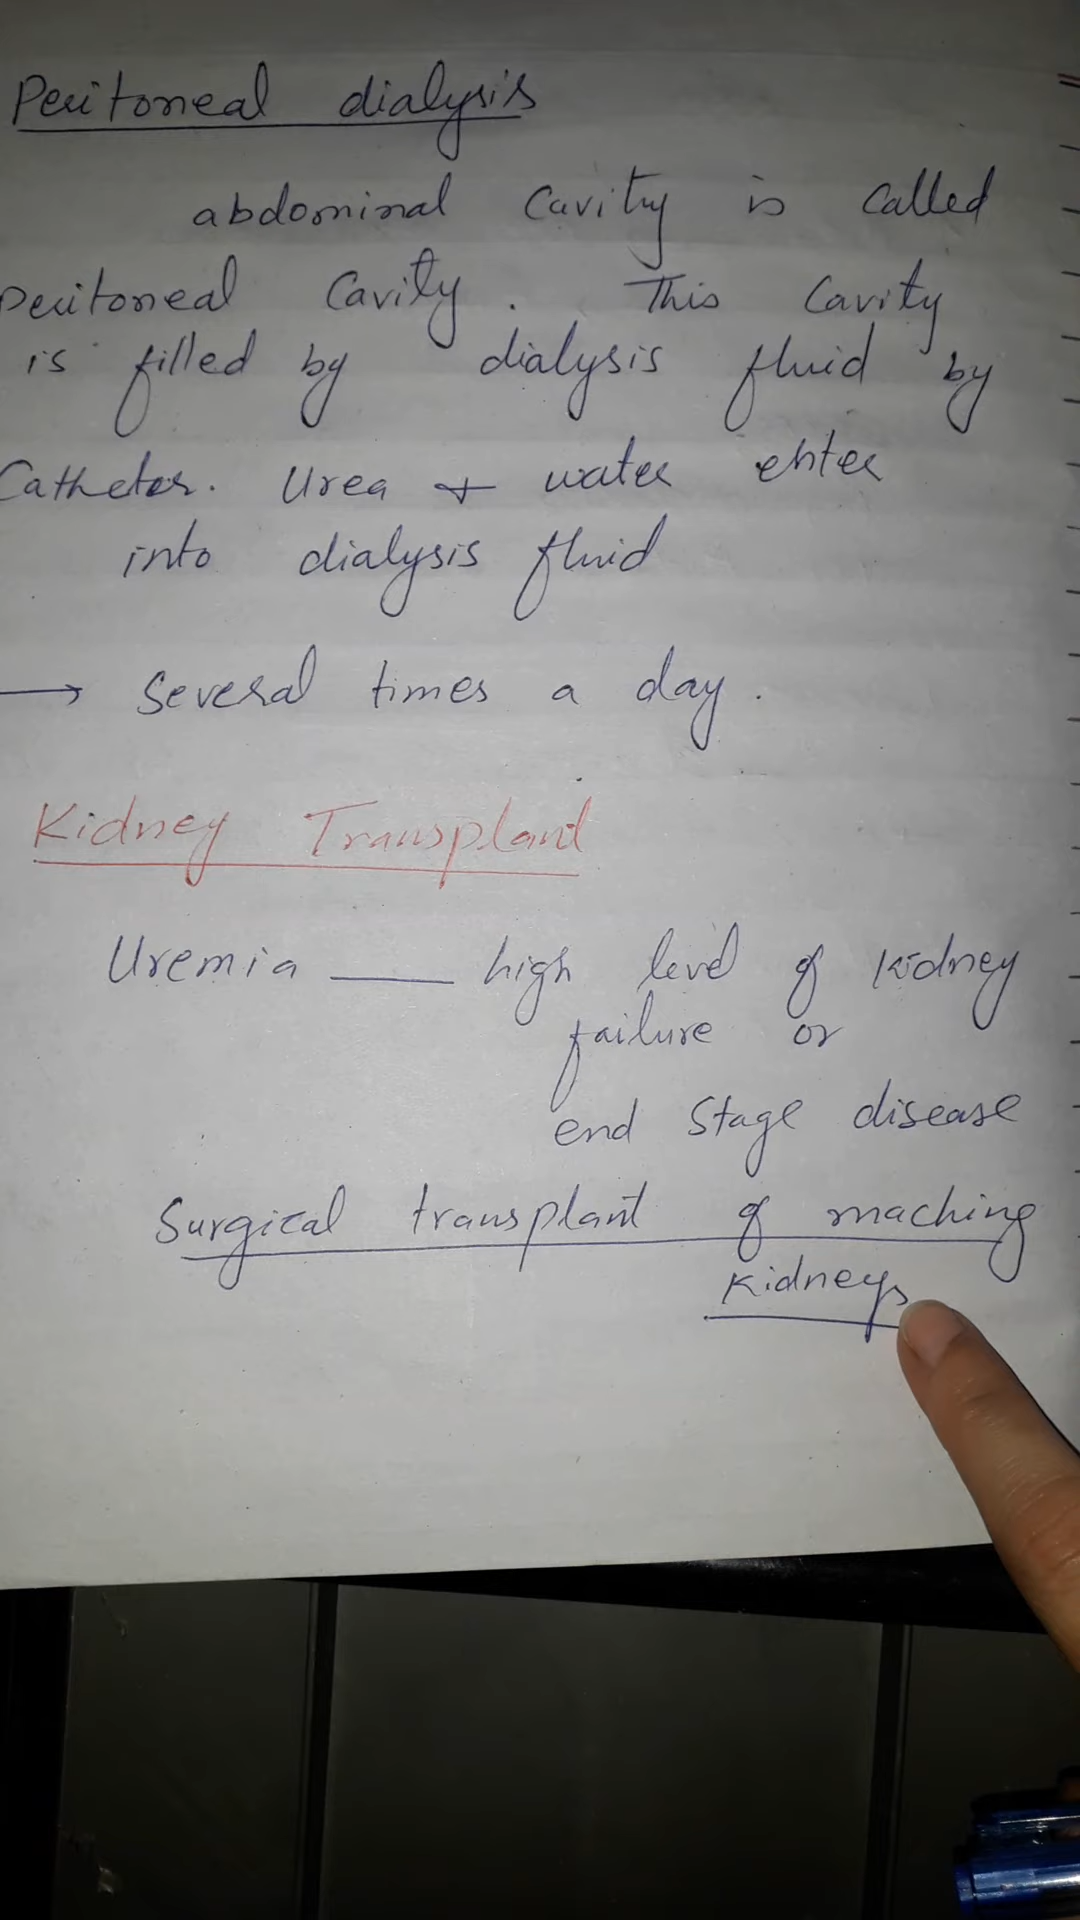 Peritoneal dialysis
abdominal Cavity is Called
Peritoneal Cavity. This Cavity
is filled by dialysis fluid by
Catheter. Urea + water enter
into dialysis fluid
→ Several times a day.
Kidney Transplant
Uremia — high level of kidney
failure or
end Stage disease
Surgical transplant of maching
kidneys